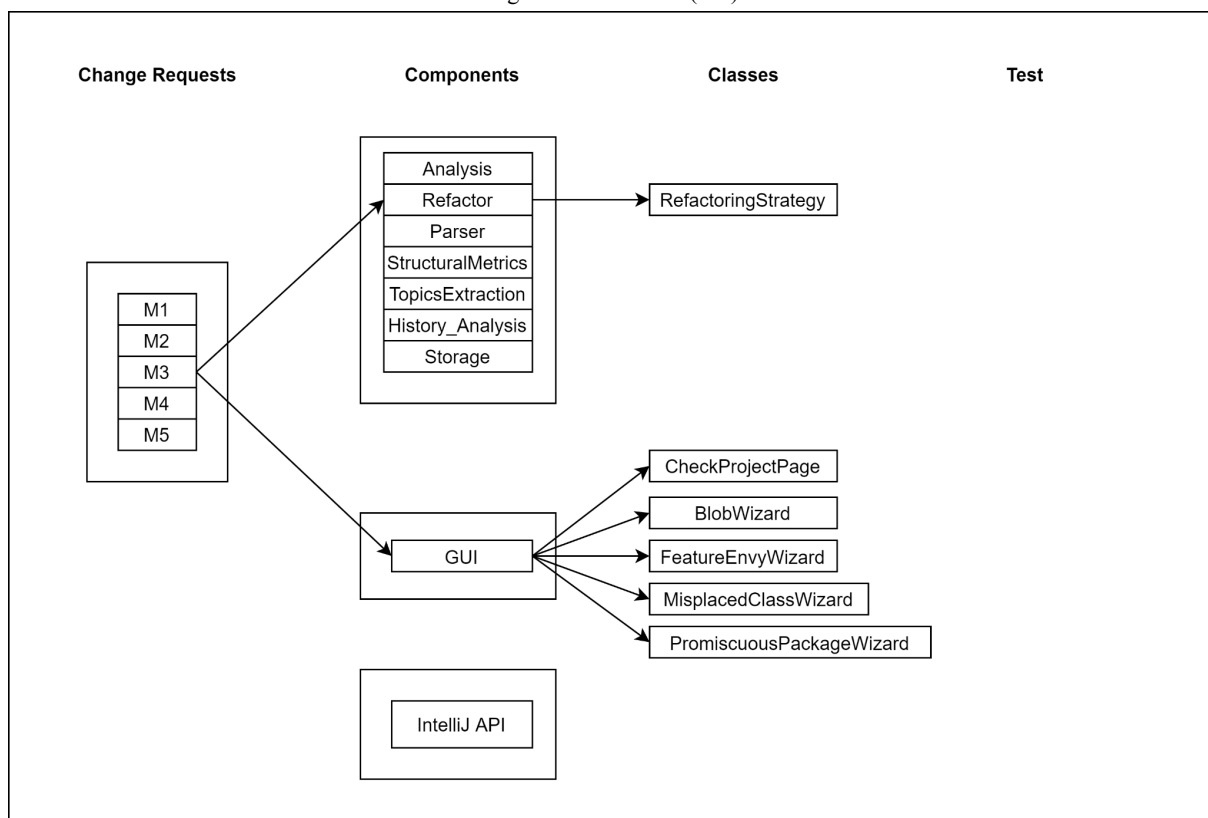 Change Requests
Components
Classes
Test
Analysis
Refactor
Parser
StructuralMetrics
TopicsExtraction
History_Analysis
Storage
RefactoringStrategy
M1
M2
M3
M4
M5
GUI
CheckProjectPage
BlobWizard
FeatureEnvyWizard
MisplacedClassWizard
PromiscuousPackageWizard
IntelliJ API